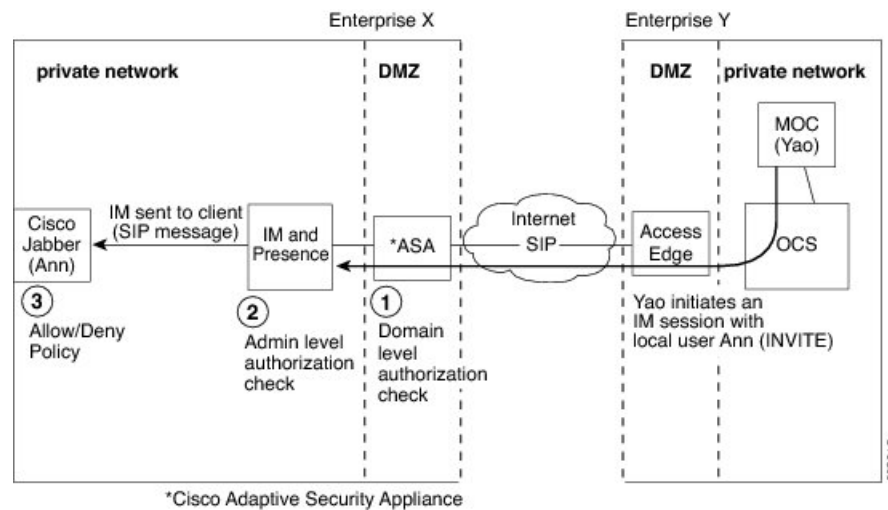 Enterprise X
Enterprise Y
private network
DMZ
DMZ
private network
MOC
(Yao)
IM sent to client
(SIP message)
Cisco
Jabber
(Ann)
IM and
Presence
*ASA
Internet
SIP
Access
Edge
OCS
3
Allow/Deny
Policy
2
Admin level
authorization
check
1
Domain
level
authorization
check
Yao initiates an
IM session with
local user Ann (INVITE)
*Cisco Adaptive Security Appliance